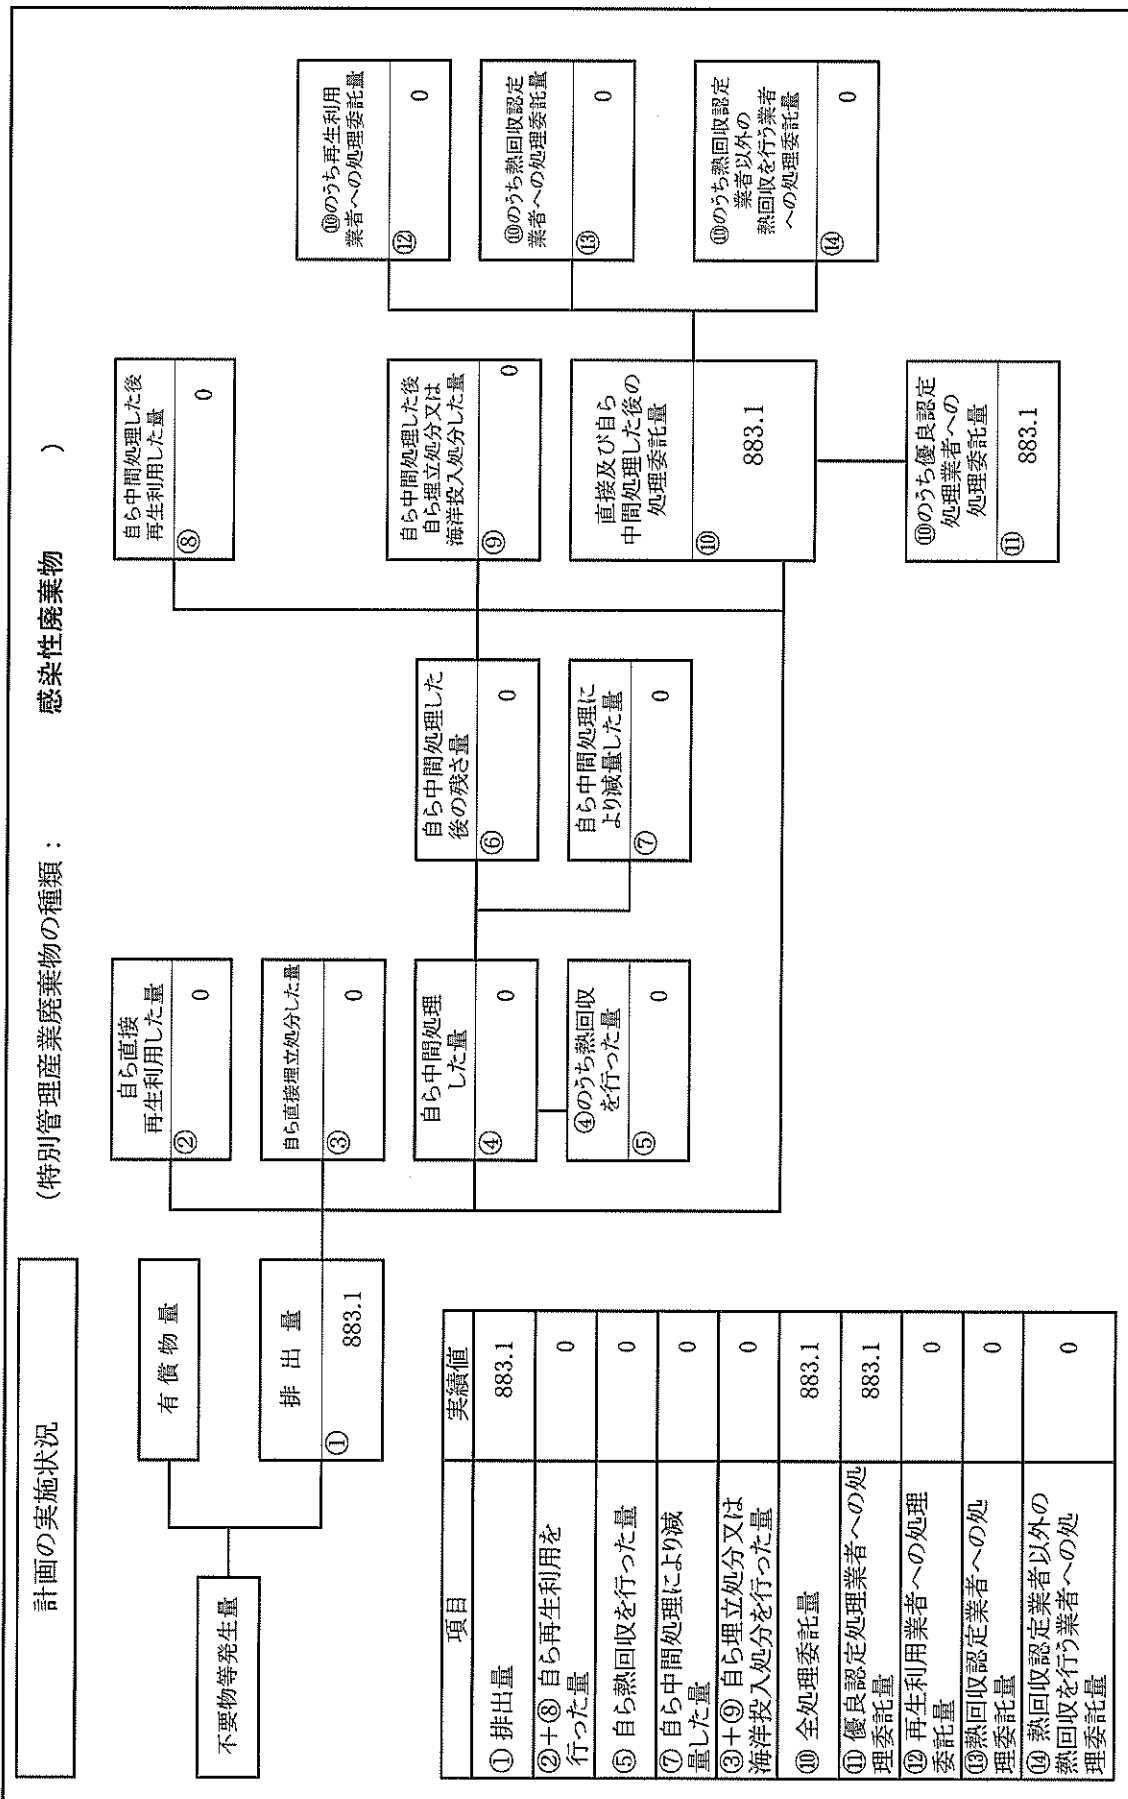 計画の実施状況
(特別管理産業廃棄物の種類：　感染性廃棄物　)
不要物等発生量
有償物量
排出量
① 883.1
自ら直接
再生利用した量
② 0
自ら直接埋立処分した量
③ 0
自ら中間処理
した量
④ 0
④のうち熱回収
を行った量
⑤ 0
自ら中間処理した
後の残さ量
⑥ 0
自ら中間処理に
より減量した量
⑦ 0
自ら中間処理した後
再生利用した量
⑧ 0
自ら中間処理した後
自ら埋立処分又は
海洋投入処分した量
⑨ 0
直接及び自ら
中間処理した後の
処理委託量
⑩ 883.1
⑩のうち優良認定
処理業者への
処理委託量
⑪ 883.1
⑩のうち再生利用
業者への処理委託量
⑫ 0
⑩のうち熱回収認定
業者への処理委託量
⑬ 0
⑩のうち熱回収認定
業者以外の
熱回収を行う業者
への処理委託量
⑭ 0
項目 実績値
① 排出量 883.1
②＋⑧ 自ら再生利用を
行った量 0
⑤ 自ら熱回収を行った量 0
⑦ 自ら中間処理により減
量した量 0
③＋⑨ 自ら埋立処分又は
海洋投入処分を行った量 0
⑩ 全処理委託量 883.1
⑪ 優良認定処理業者への処
理委託量 883.1
⑫ 再生利用業者への処理
委託量 0
⑬熱回収認定業者への処
理委託量 0
⑭ 熱回収認定業者以外の
熱回収を行う業者への処
理委託量 0